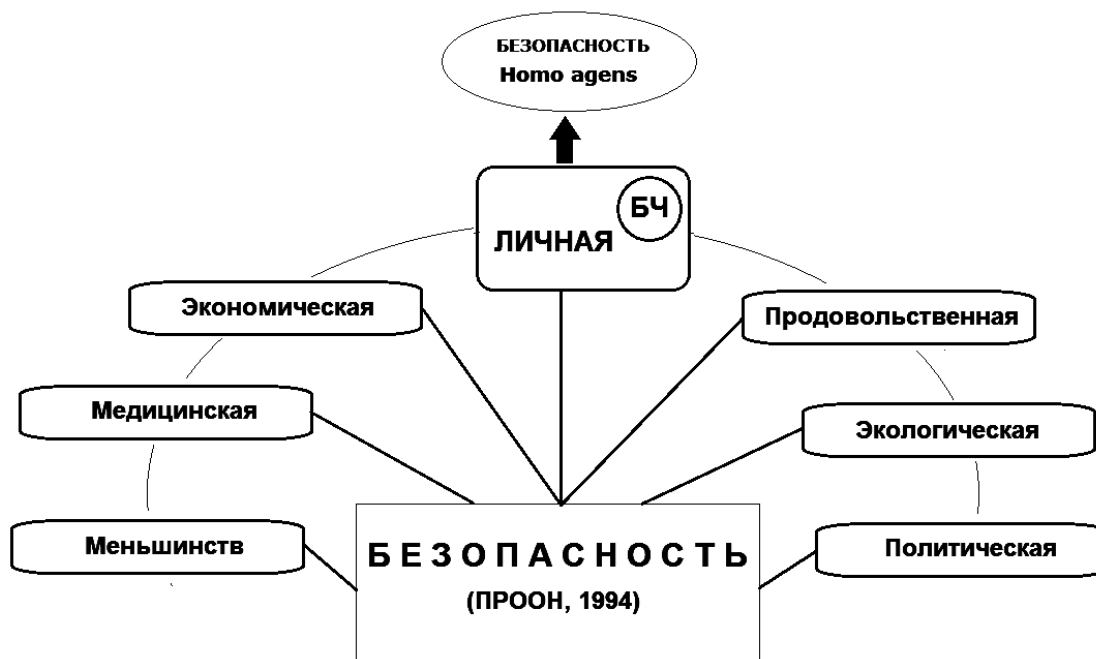 БЕЗОПАСНОСТЬ
Homo agens
БЧ
ЛИЧНАЯ
Экономическая
Продовольственная
Медицинская
Экологическая
Меньшинств
Политическая
БЕЗОПАСНОСТЬ
(ПРООН, 1994)